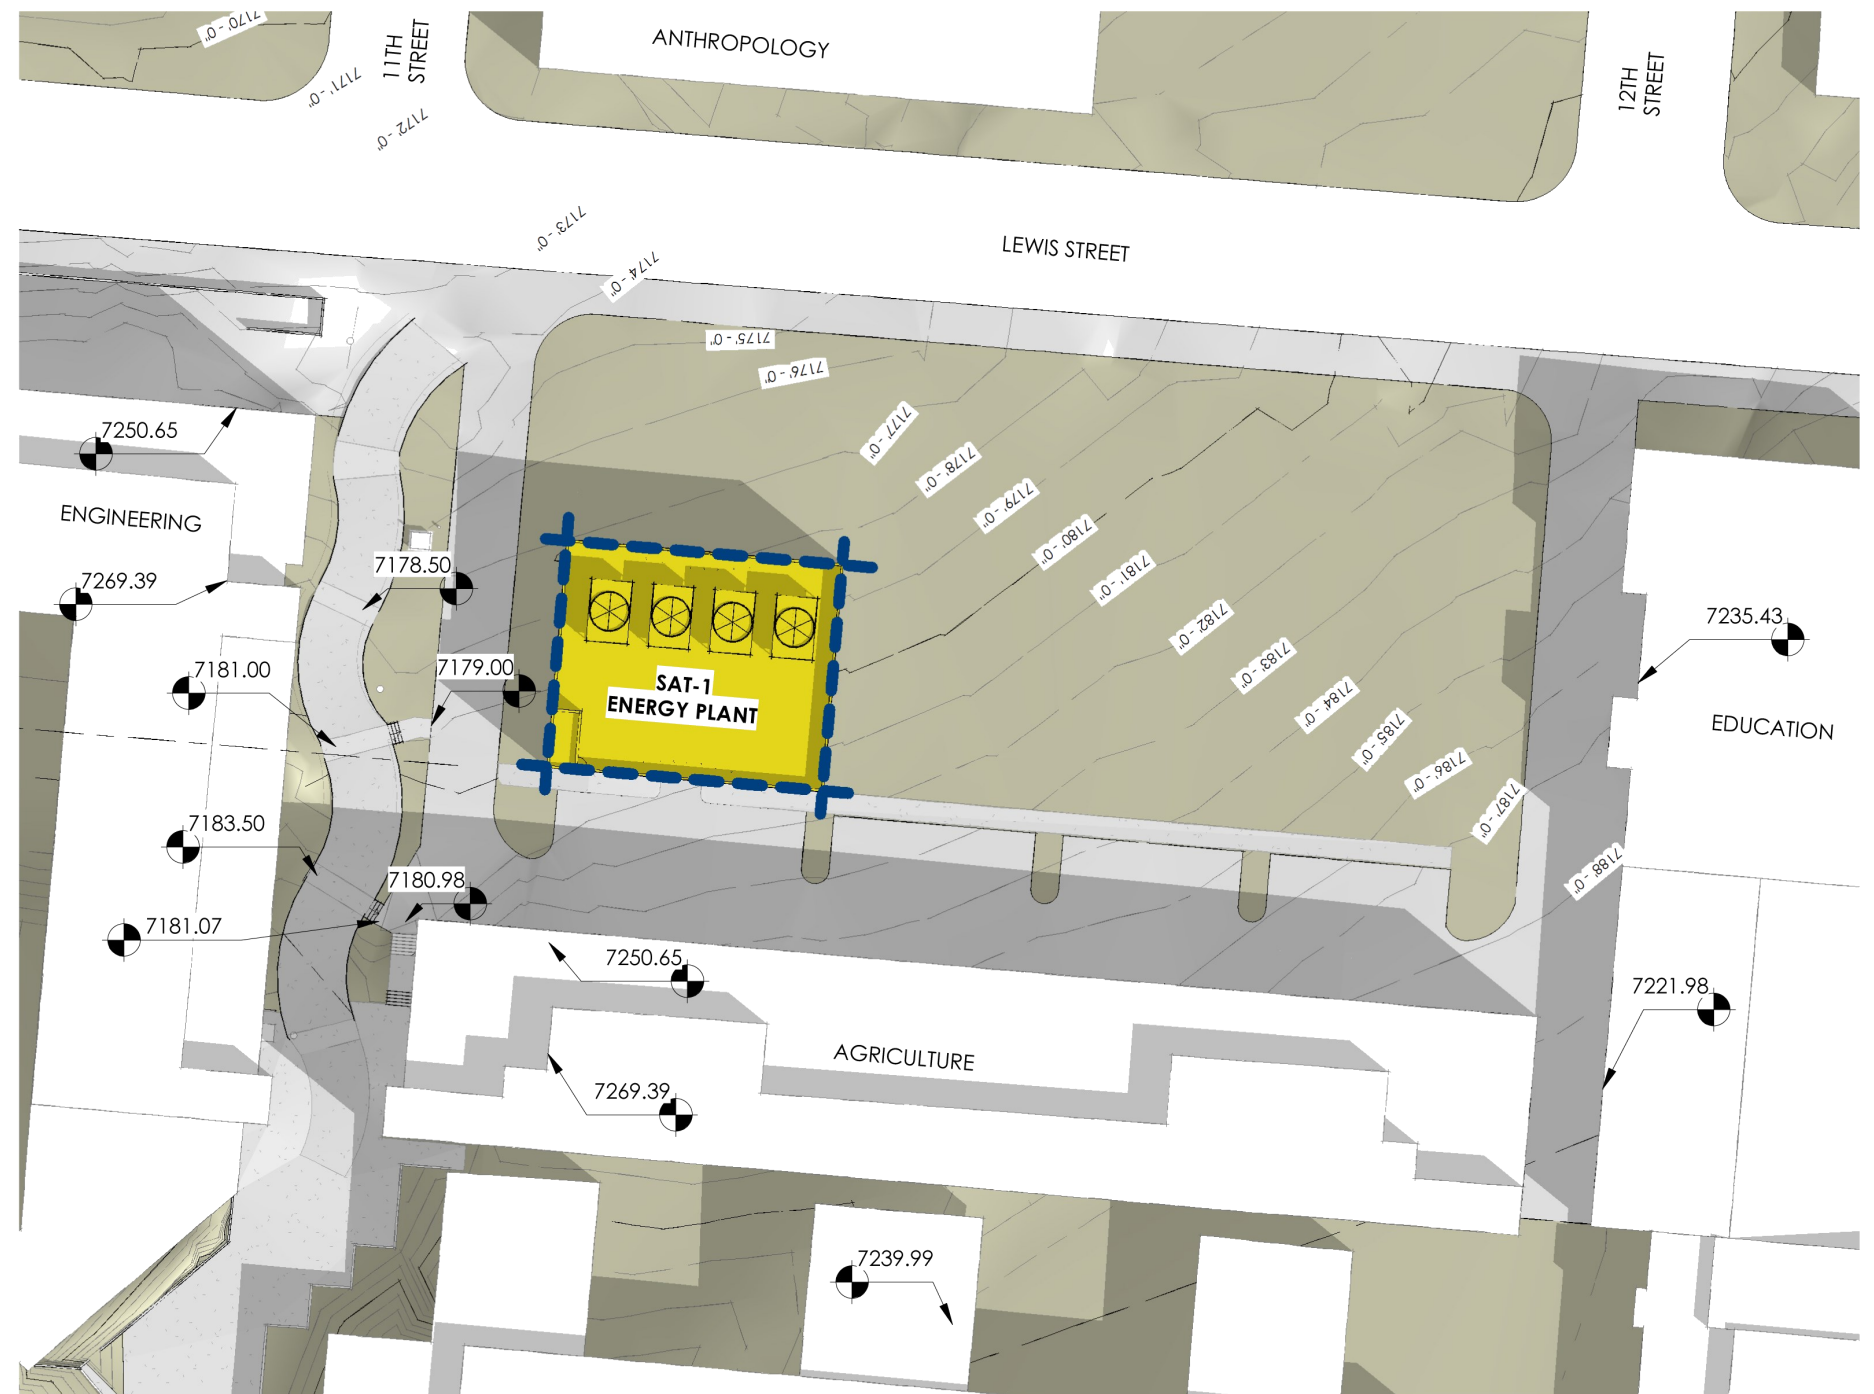 7170' - 0"
11TH
STREET
ANTHROPOLOGY
12TH
STREET
7171' - 0"
7172' - 0"
7173' - 0"
LEWIS STREET
7174' - 0"
7175' - 0"
7176' - 0"
7177' - 0"
7178' - 0"
7179' - 0"
7180' - 0"
7181' - 0"
7182' - 0"
7183' - 0"
7184' - 0"
7185' - 0"
7186' - 0"
7187' - 0"
7188' - 0"
7250.65
ENGINEERING
7269.39
7178.50
7181.00
7179.00
SAT-1
ENERGY PLANT
7235.43
EDUCATION
7183.50
7180.98
7181.07
7250.65
7221.98
AGRICULTURE
7269.39
7239.99